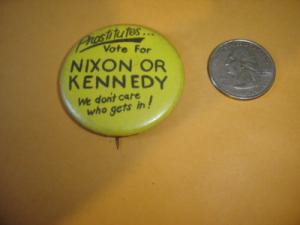 Prostitutes...
Vote For
NIXON OR
KENNEDY
We don't care
who gets in!